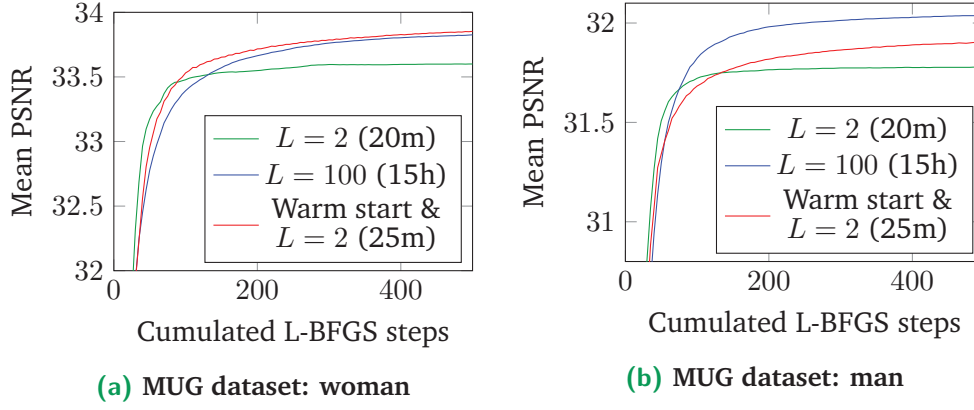 34
33.5
33
32.5
32
Mean PSNR
L = 2 (20m)
L = 100 (15h)
Warm start &
L = 2 (25m)
0
200
400
Cumulated L-BFGS steps
(a) MUG dataset: woman
32
31.5
31
Mean PSNR
L = 2 (20m)
L = 100 (15h)
Warm start &
L = 2 (25m)
0
200
400
Cumulated L-BFGS steps
(b) MUG dataset: man